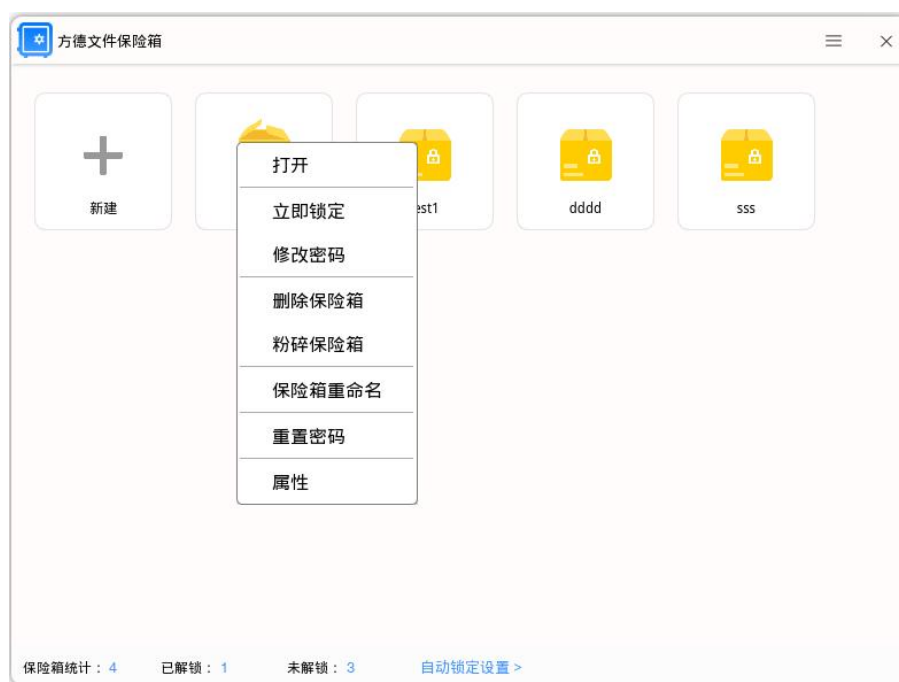 方德文件保险箱
新建
est1
dddd
sss
打开
立即锁定
修改密码
删除保险箱
粉碎保险箱
保险箱重命名
重置密码
属性
保险箱统计：4 已解锁：1 未解锁：3 自动锁定设置 >